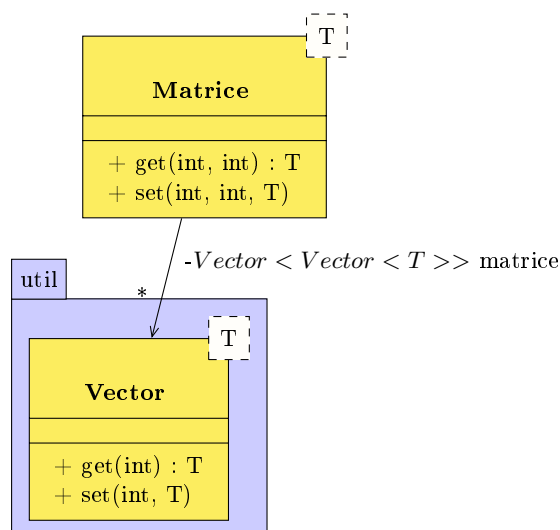 T
Matrice
+ get(int, int) : T
+ set(int, int, T)
-Vector < Vector < T >> matrice
util
*
T
Vector
+ get(int) : T
+ set(int, T)